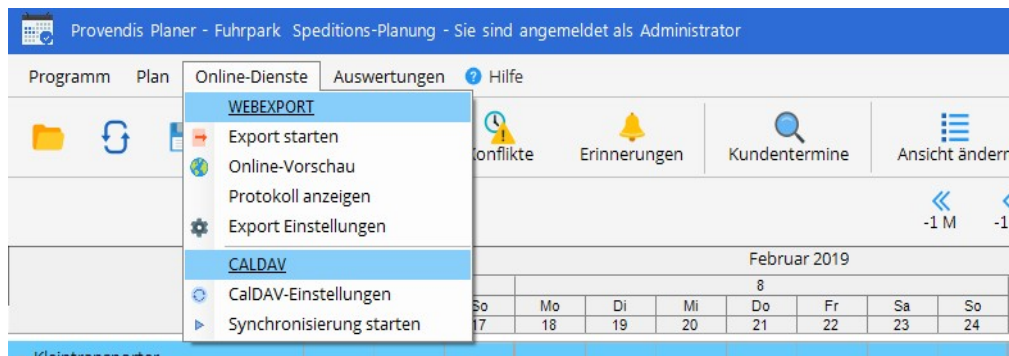 Provendis Planer - Fuhrpark Speditions-Planung - Sie sind angemeldet als Administrator
Programm Plan Online-Dienste Auswertungen Hilfe
WEBEXPORT
Export starten
Online-Vorschau
Protokoll anzeigen
Export Einstellungen
CALDAV
CalDAV-Einstellungen
Synchronisierung starten
Konflikte Erinnerungen Kundentermine Ansicht ändern
-1 M -1
Februar 2019
8
So Mo Di Mi Do Fr Sa So
17 18 19 20 21 22 23 24
Kleintransporter